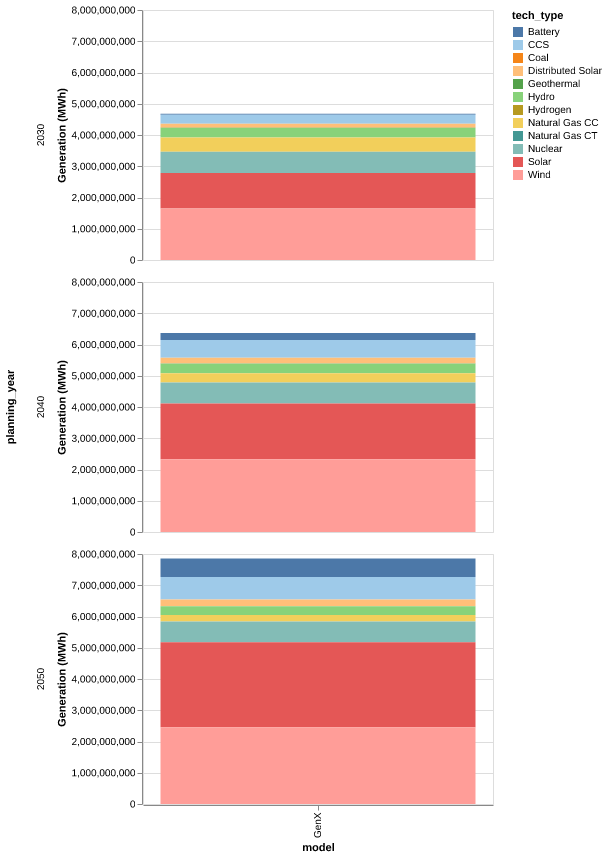 8,000,000,000
7,000,000,000
6,000,000,000
5,000,000,000
4,000,000,000
3,000,000,000
2,000,000,000
1,000,000,000
0
Generation (MWh)
2030
tech_type
Battery
CCS
Coal
Distributed Solar
Geothermal
Hydro
Hydrogen
Natural Gas CC
Natural Gas CT
Nuclear
Solar
Wind
8,000,000,000
7,000,000,000
6,000,000,000
5,000,000,000
4,000,000,000
3,000,000,000
2,000,000,000
1,000,000,000
0
Generation (MWh)
2040
planning_year
8,000,000,000
7,000,000,000
6,000,000,000
5,000,000,000
4,000,000,000
3,000,000,000
2,000,000,000
1,000,000,000
0
Generation (MWh)
2050
GenX
model